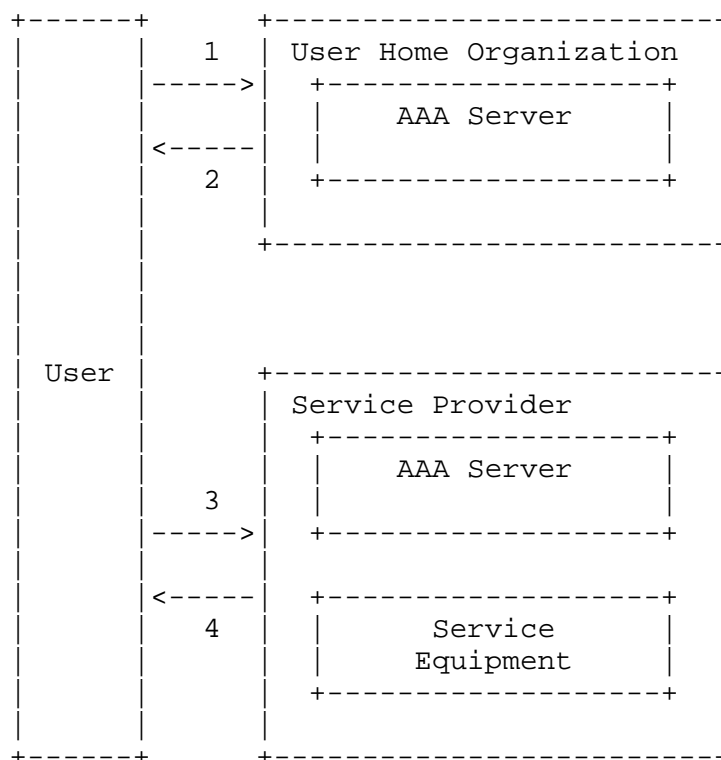 1
User Home Organization
AAA Server
2
User
Service Provider
AAA Server
3
4
Service
Equipment